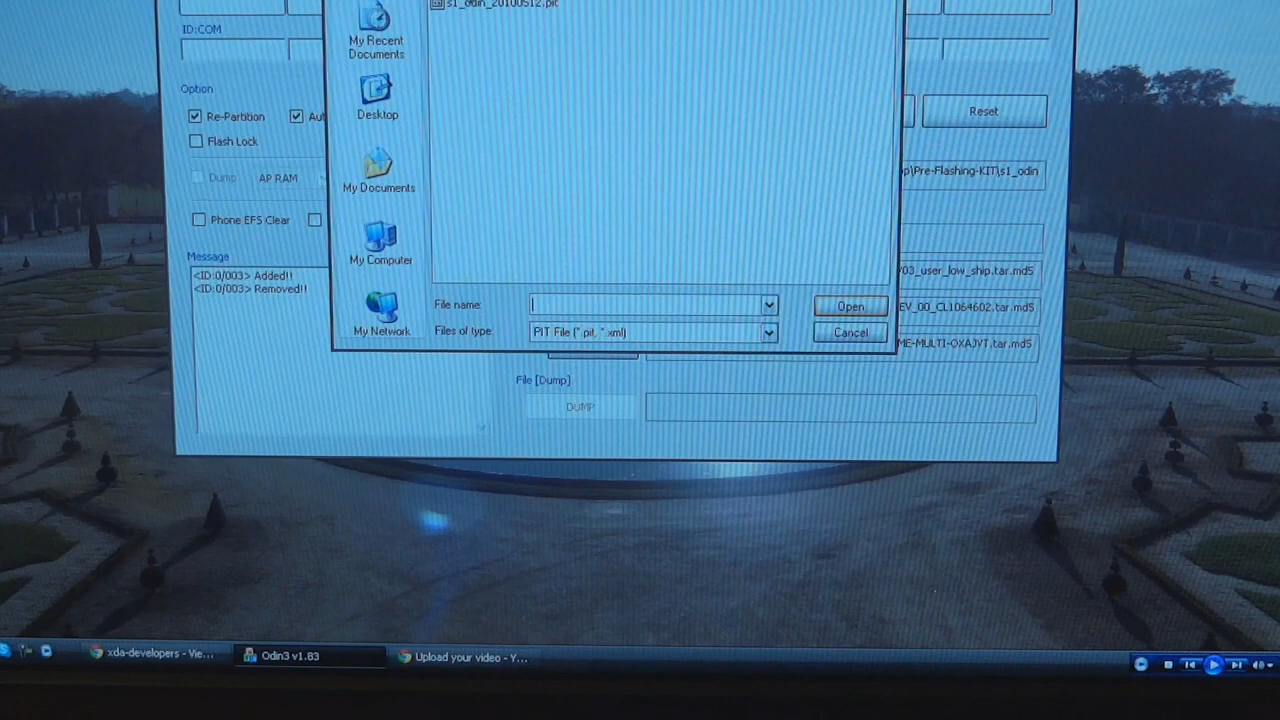 s1_odin_20100512.pit
ID:COM
My Recent
Documents
Option
Desktop
Re-Partition
Reset
Flash Lock
My Documents
Dump
AP RAM
p\Pre-Flashing-KIT\s1_odin
Phone EFS Clear
My Computer
Message
<ID:0/003> Added!!
<ID:0/003> Removed!!
03_user_low_ship.tar.md5
File name:
Open
EV_00_CL1064602.tar.md5
My Network
Files of type:
PIT File (*.pit, *.xml)
Cancel
ME-MULTI-OXAJVT.tar.md5
File [Dump]
DUMP
xda-developers - Vie...
Odin3 v1.83
Upload your video - Y...